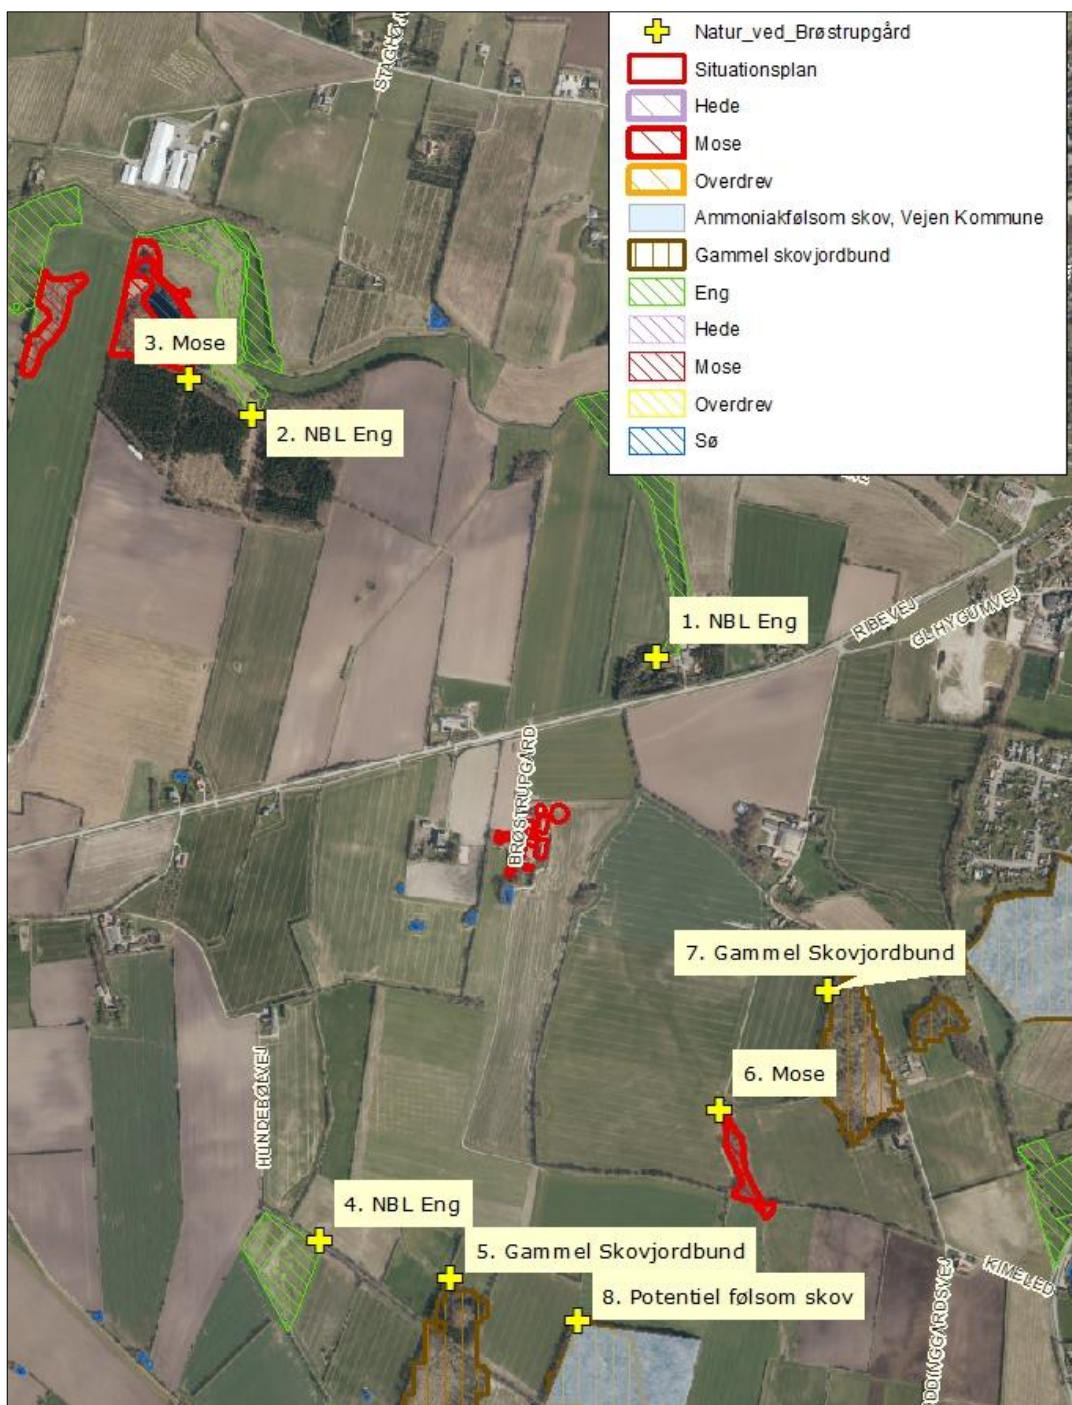 Natur_ved_Brøstrupgård
Situationsplan
Hede
Mose
Overdrev
Ammoniakfølsom skov, Vejen Kommune
Gammel skovjordbund
Eng
Hede
Mose
Overdrev
Sø
3. Mose
2. NBL Eng
1. NBL Eng
RIBEVEJ
GL HYGUMVEJ
BRØSTRUPGÅRD
7. Gammel Skovjordbund
6. Mose
HUNDEBØLVEJ
4. NBL Eng
5. Gammel Skovjordbund
8. Potentiel følsom skov
KIMELED
DDINGGÅRDSVEJ